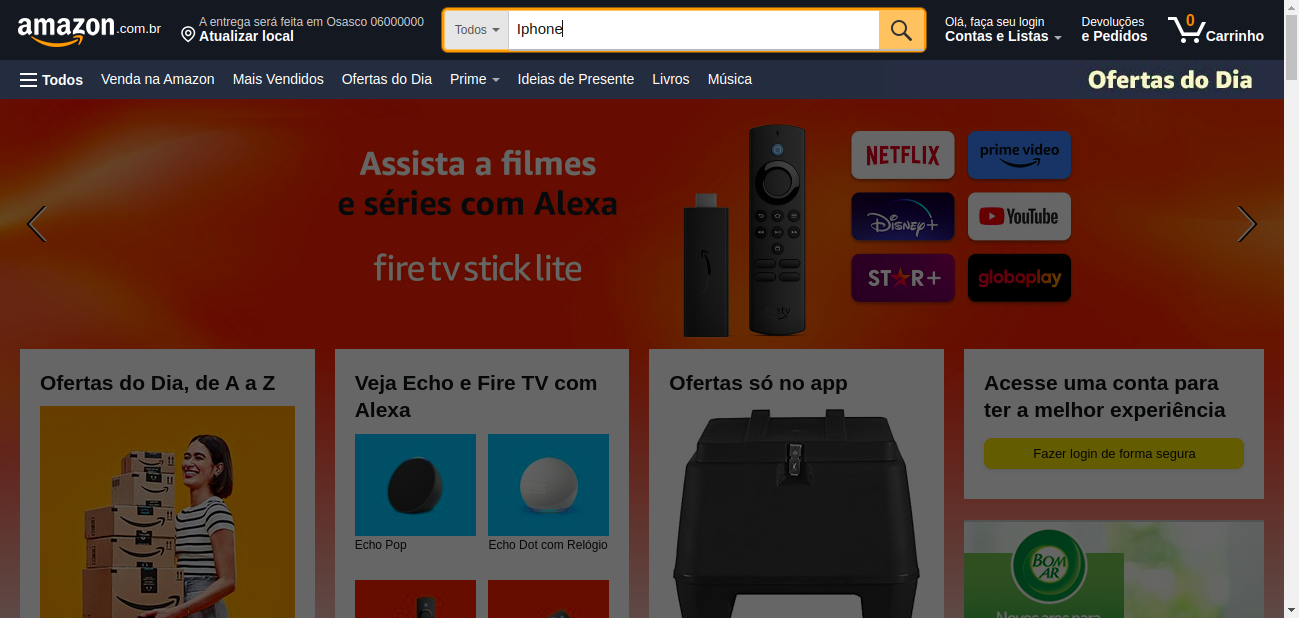 amazon.com.br
A entrega será feita em Osasco 06000000
Atualizar local
Todos
Iphone
Olá, faça seu login
Contas e Listas
Devoluções
e Pedidos
0
Carrinho
Todos
Venda na Amazon
Mais Vendidos
Ofertas do Dia
Prime
Ideias de Presente
Livros
Música
Ofertas do Dia
Assista a filmes
e séries com Alexa
fire tv stick lite
NETFLIX
prime video
Disney+
YouTube
STAR+
globoplay
Ofertas do Dia, de A a Z
Veja Echo e Fire TV com
Alexa
Echo Pop
Echo Dot com Relógio
Ofertas só no app
Acesse uma conta para
ter a melhor experiência
Fazer login de forma segura
BOM
AR